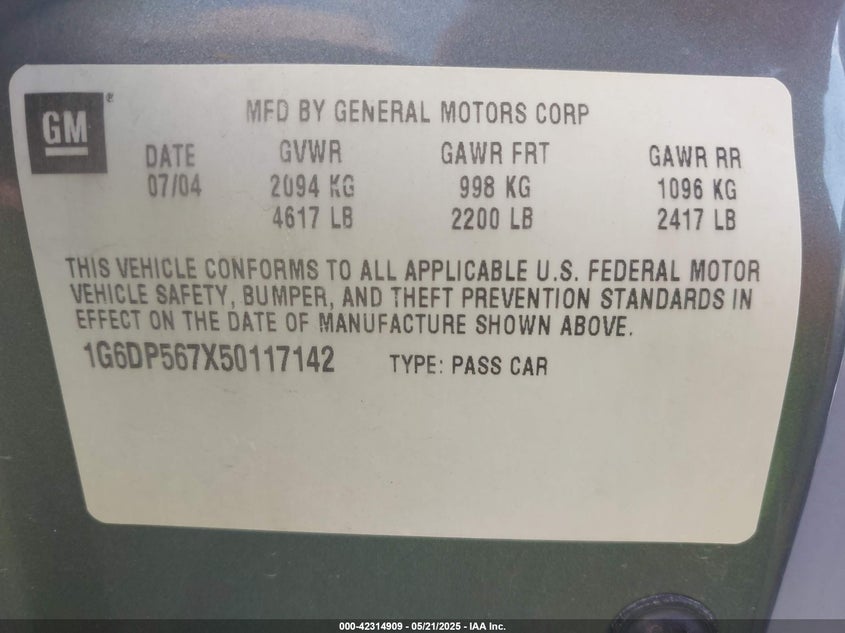 GM®
MFD BY GENERAL MOTORS CORP
DATE GVWR GAWR FRT GAWR RR
07/04 2094 KG 998 KG 1096 KG
4617 LB 2200 LB 2417 LB
THIS VEHICLE CONFORMS TO ALL APPLICABLE U.S. FEDERAL MOTOR
VEHICLE SAFETY, BUMPER, AND THEFT PREVENTION STANDARDS IN
EFFECT ON THE DATE OF MANUFACTURE SHOWN ABOVE.
1G6DP567X50117142 TYPE: PASS CAR
000-42314909 - 05/21/2025 - IAA Inc.